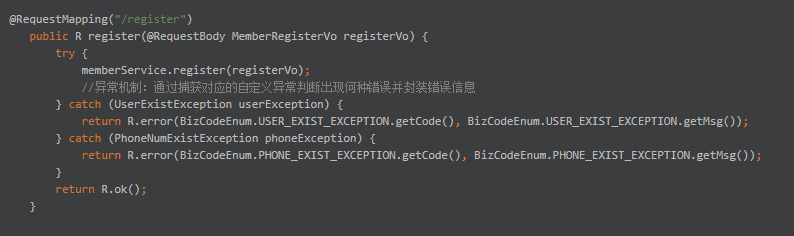 @RequestMapping("/register")
public R register(@RequestBody MemberRegisterVo registerVo) {
try {
memberService.register(registerVo);
//异常机制：通过捕获对应的自定义异常判断出现何种错误并封装错误信息
} catch (UserExistException userException) {
return R.error(BizCodeEnum.USER_EXIST_EXCEPTION.getCode(), BizCodeEnum.USER_EXIST_EXCEPTION.getMsg());
} catch (PhoneNumExistException phoneException) {
return R.error(BizCodeEnum.PHONE_EXIST_EXCEPTION.getCode(), BizCodeEnum.PHONE_EXIST_EXCEPTION.getMsg());
}
return R.ok();
}